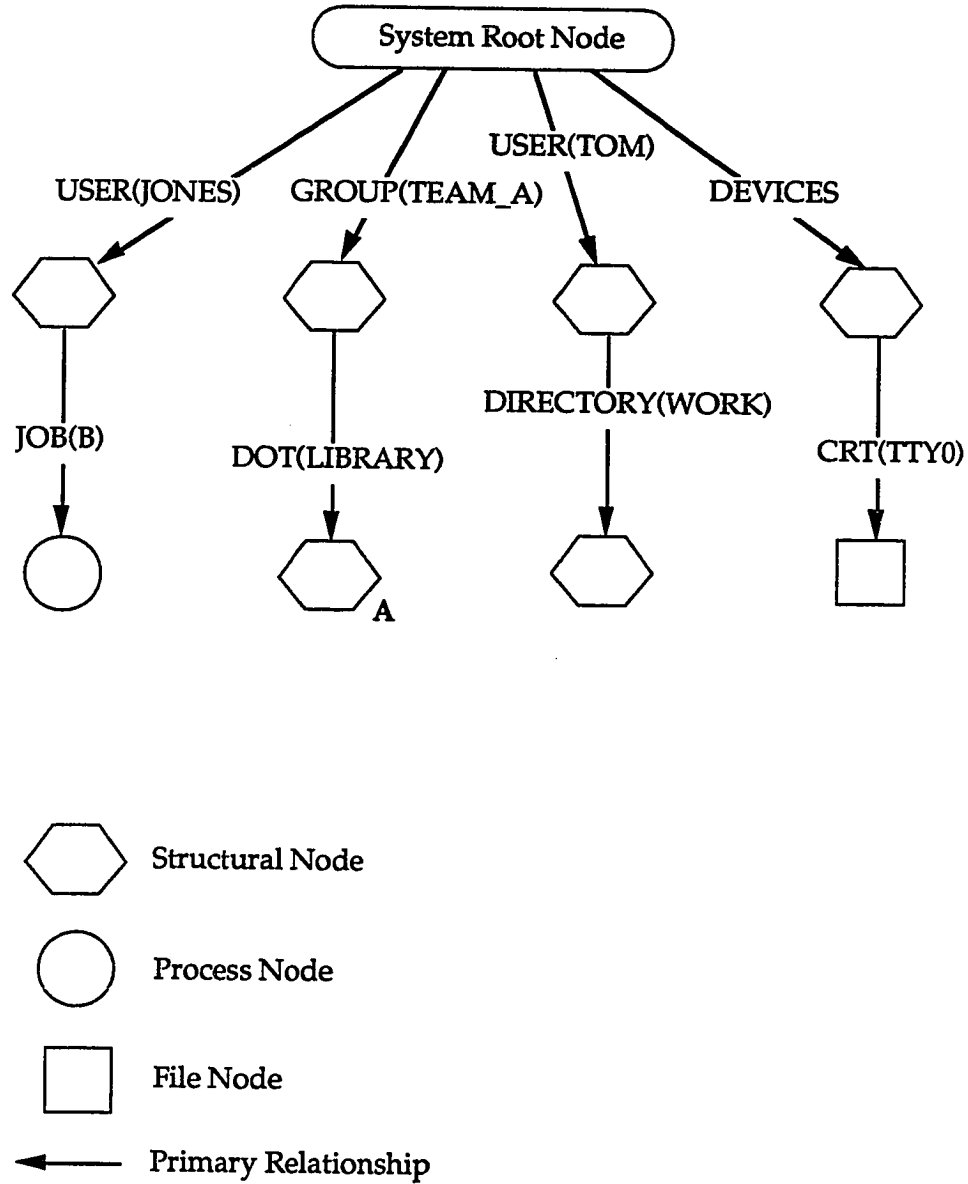 System Root Node
USER(TOM)
USER(JONES)
GROUP(TEAM_A)
DEVICES
DIRECTORY(WORK)
JOB(B)
DOT(LIBRARY)
CRT(TTY0)
A
Structural Node
Process Node
File Node
Primary Relationship